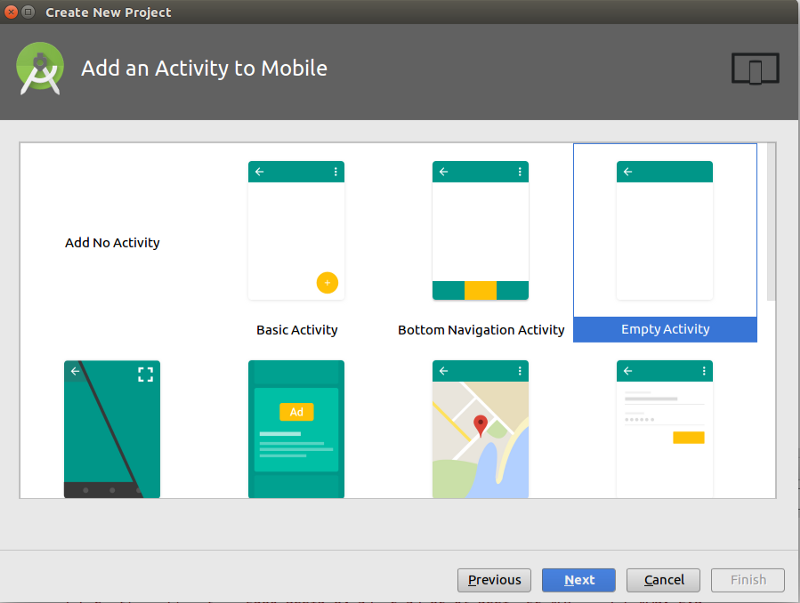 Create New Project
Add an Activity to Mobile
Add No Activity
Basic Activity
Bottom Navigation Activity
Empty Activity
Ad
Previous
Next
Cancel
Finish